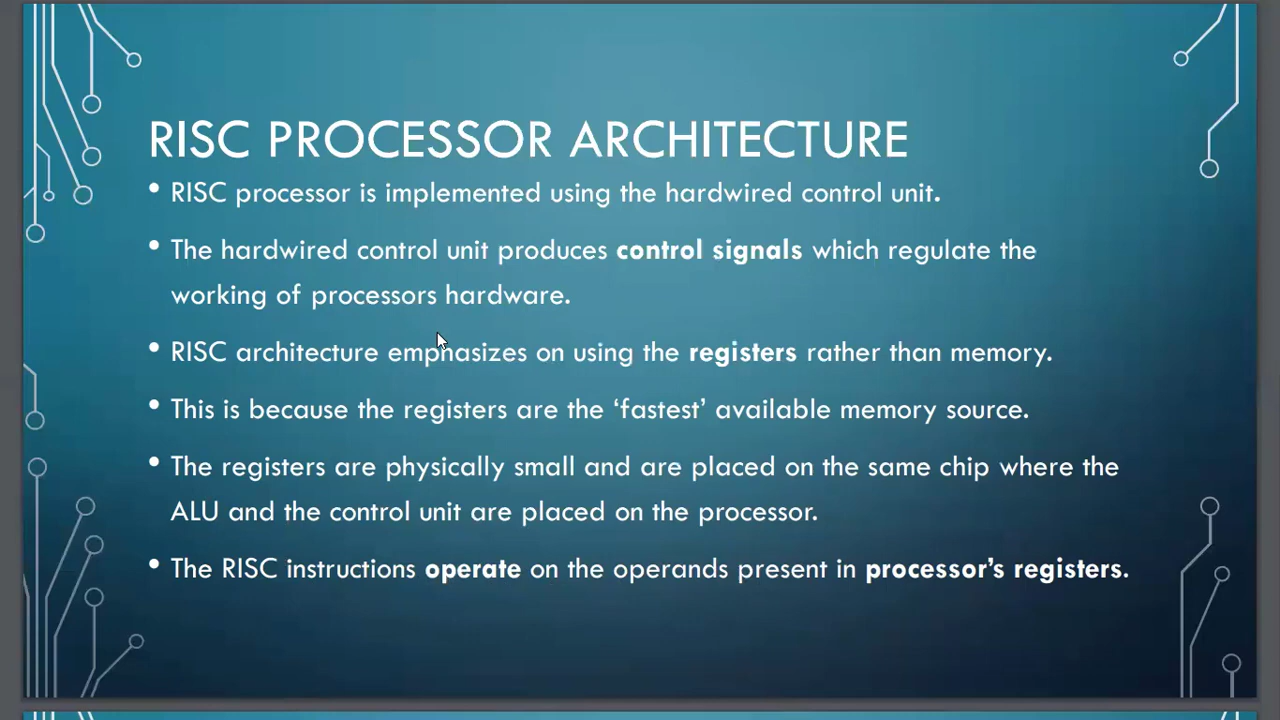 RISC PROCESSOR ARCHITECTURE
• RISC processor is implemented using the hardwired control unit.
• The hardwired control unit produces control signals which regulate the
working of processors hardware.
• RISC architecture emphasizes on using the registers rather than memory.
• This is because the registers are the ‘fastest’ available memory source.
• The registers are physically small and are placed on the same chip where the
ALU and the control unit are placed on the processor.
• The RISC instructions operate on the operands present in processor’s registers.